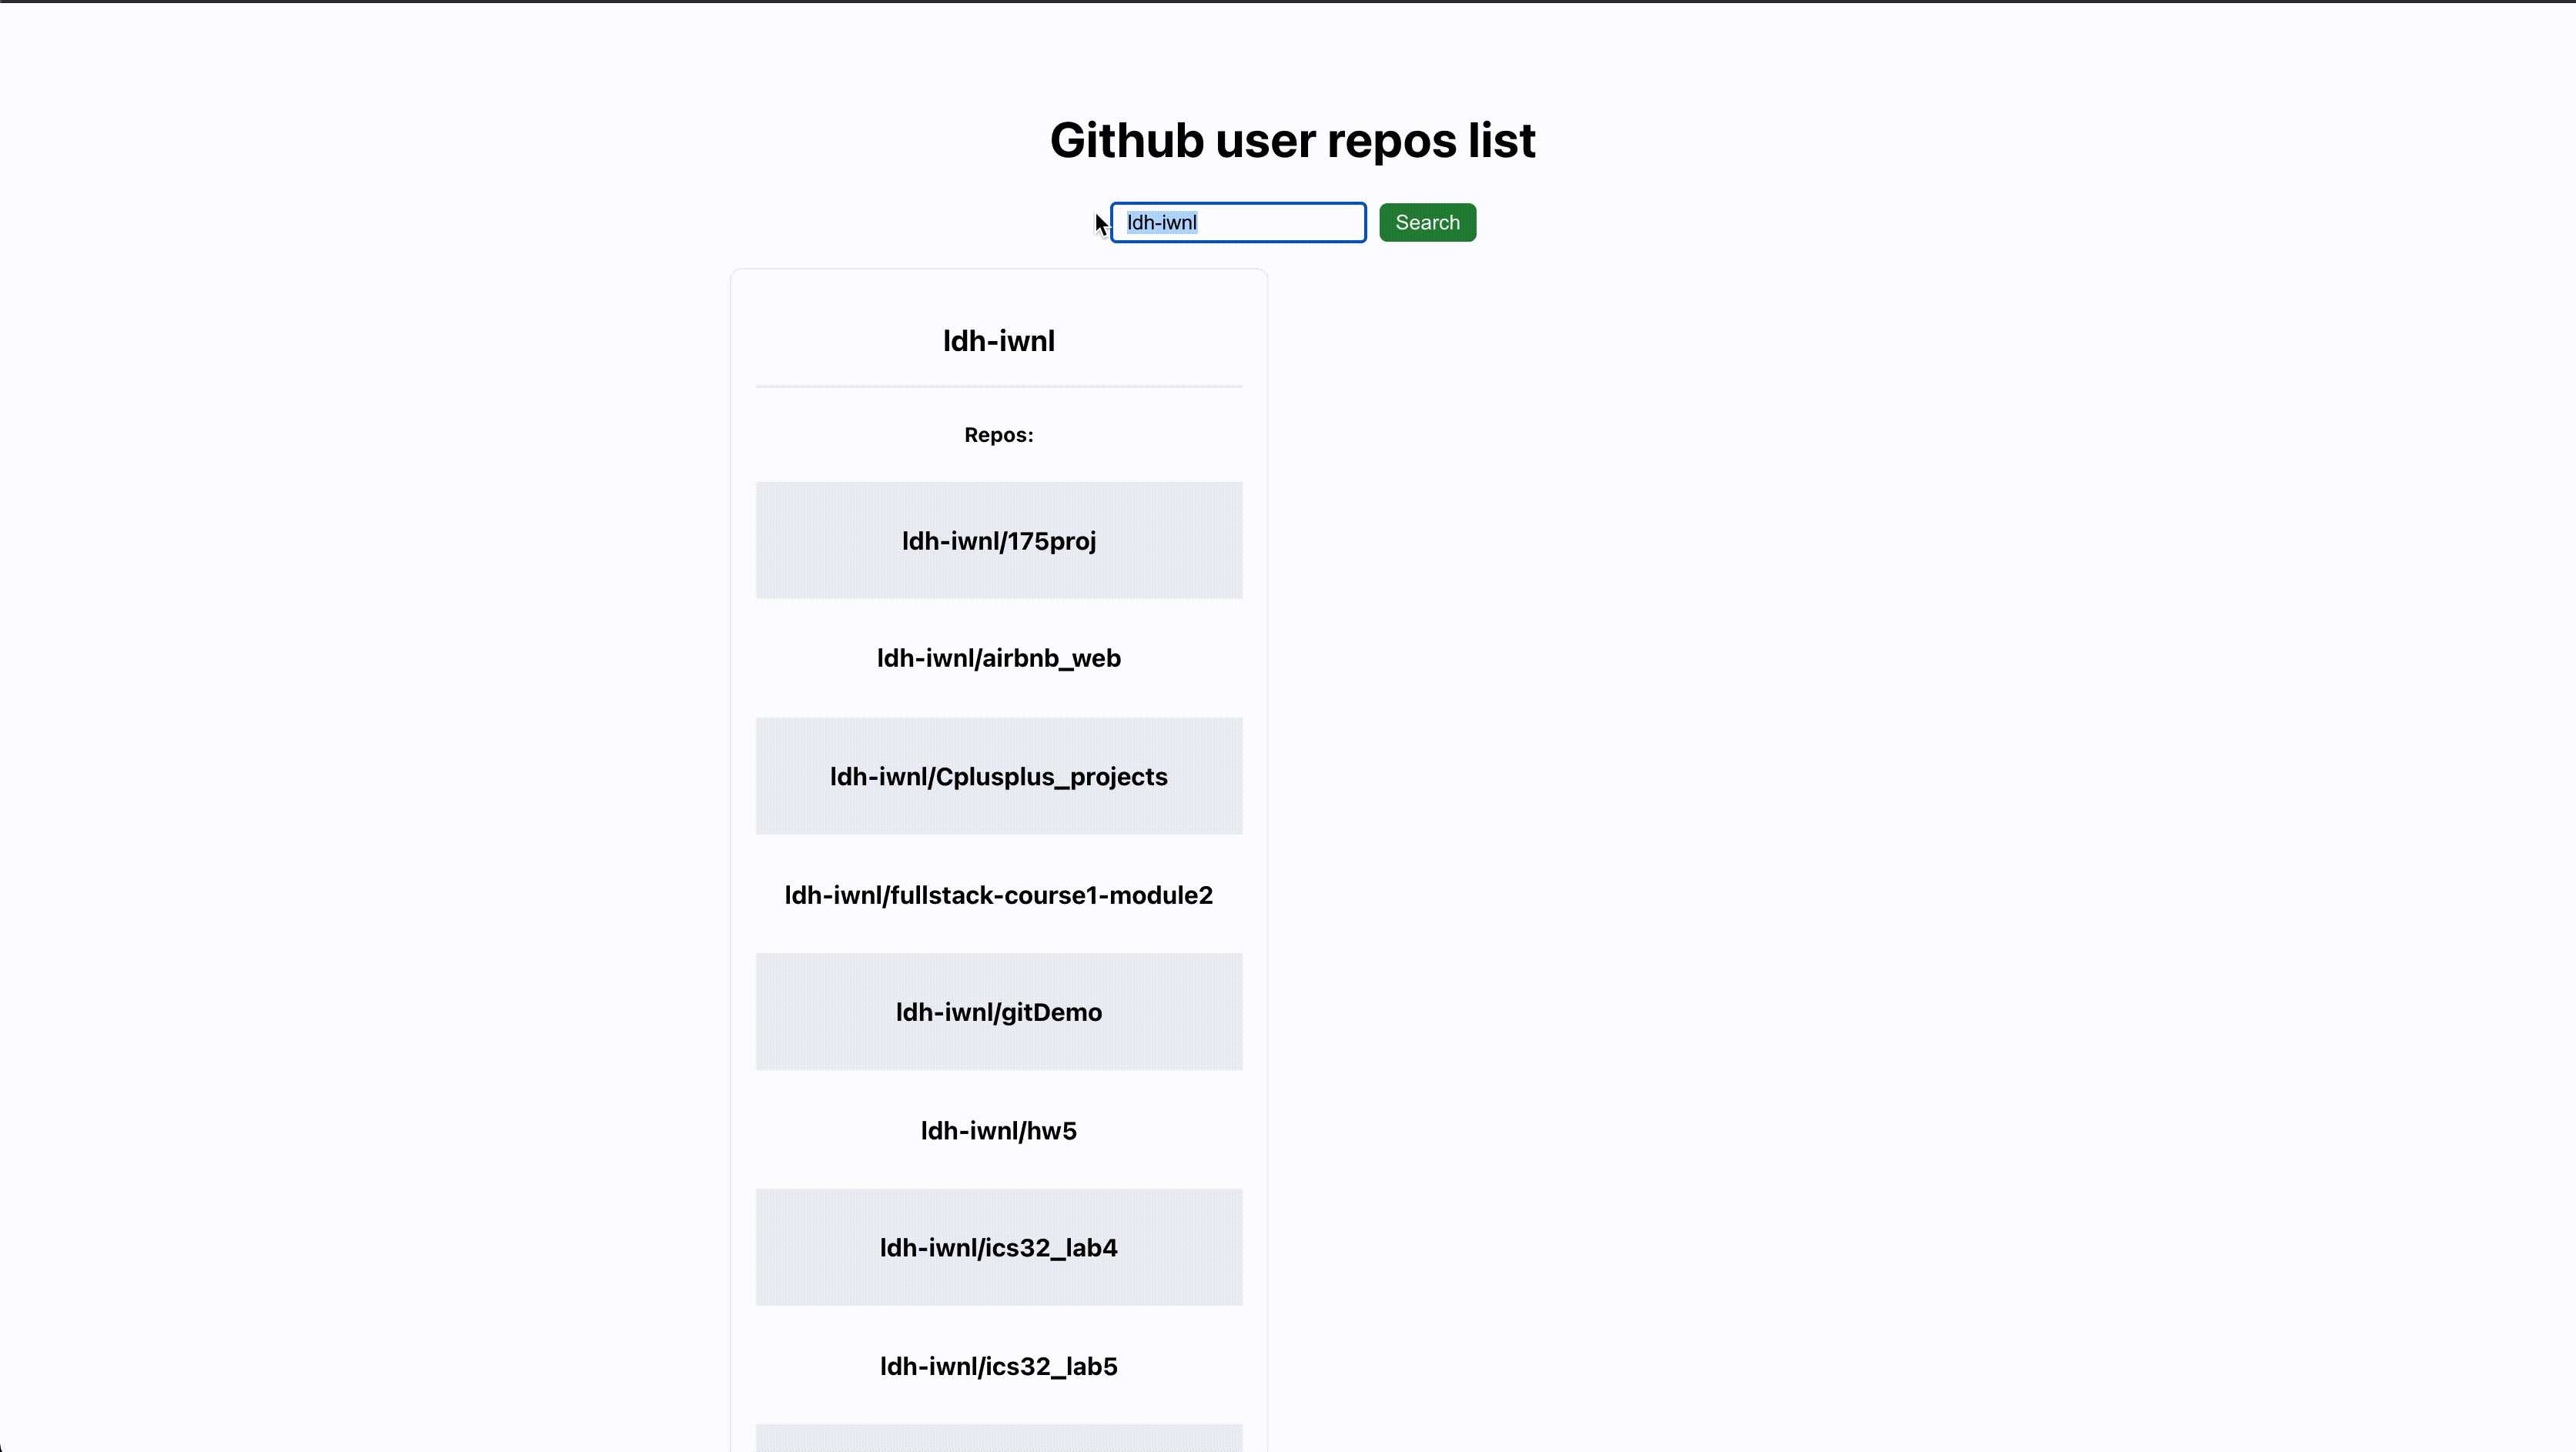 Github user repos list
ldh-iwnl
Search
ldh-iwnl
Repos:
ldh-iwnl/175proj
ldh-iwnl/airbnb_web
ldh-iwnl/Cplusplus_projects
ldh-iwnl/fullstack-course1-module2
ldh-iwnl/gitDemo
ldh-iwnl/hw5
ldh-iwnl/ics32_lab4
ldh-iwnl/ics32_lab5